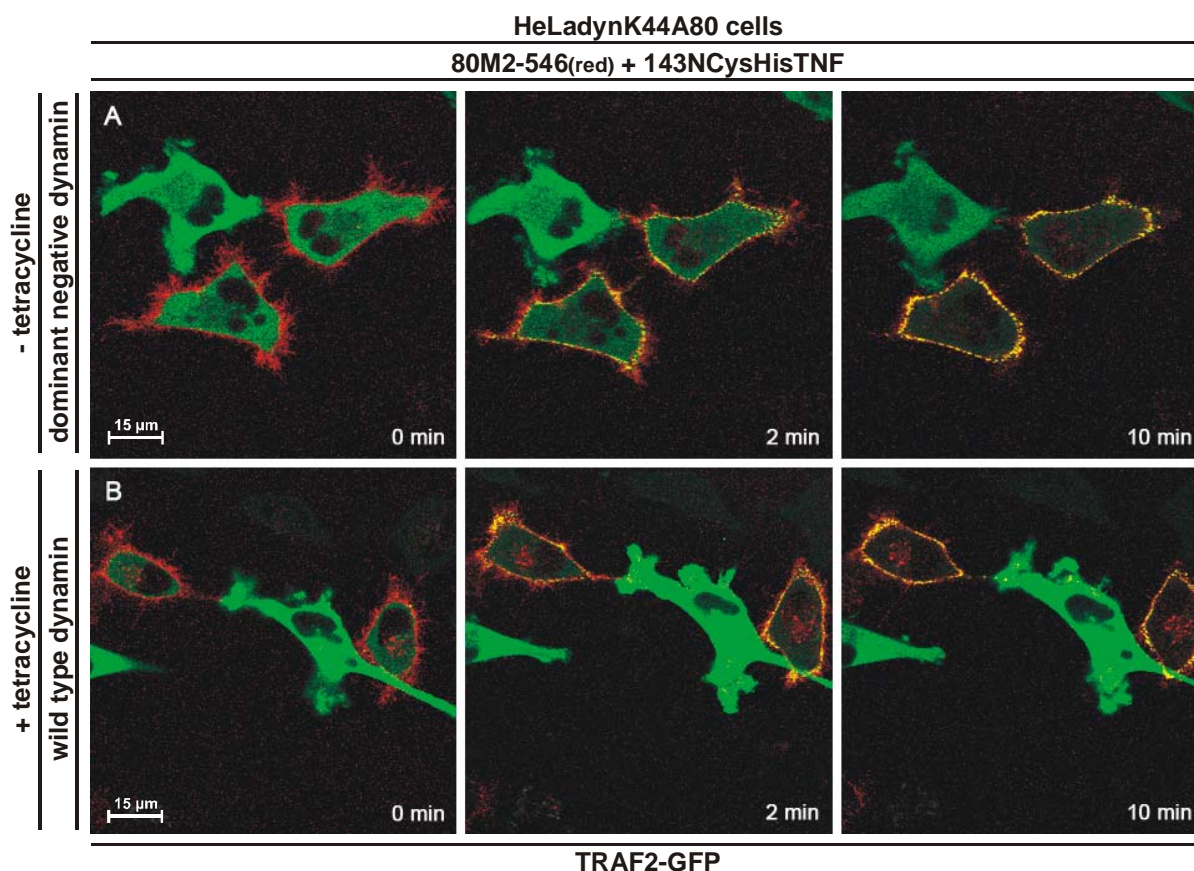 HeLadynK44A80 cells
80M2-546(red) + 143NCysHisTNF
- tetracycline
dominant negative dynamin
A
15 µm
0 min
2 min
10 min
+ tetracycline
wild type dynamin
B
15 µm
0 min
2 min
10 min
TRAF2-GFP